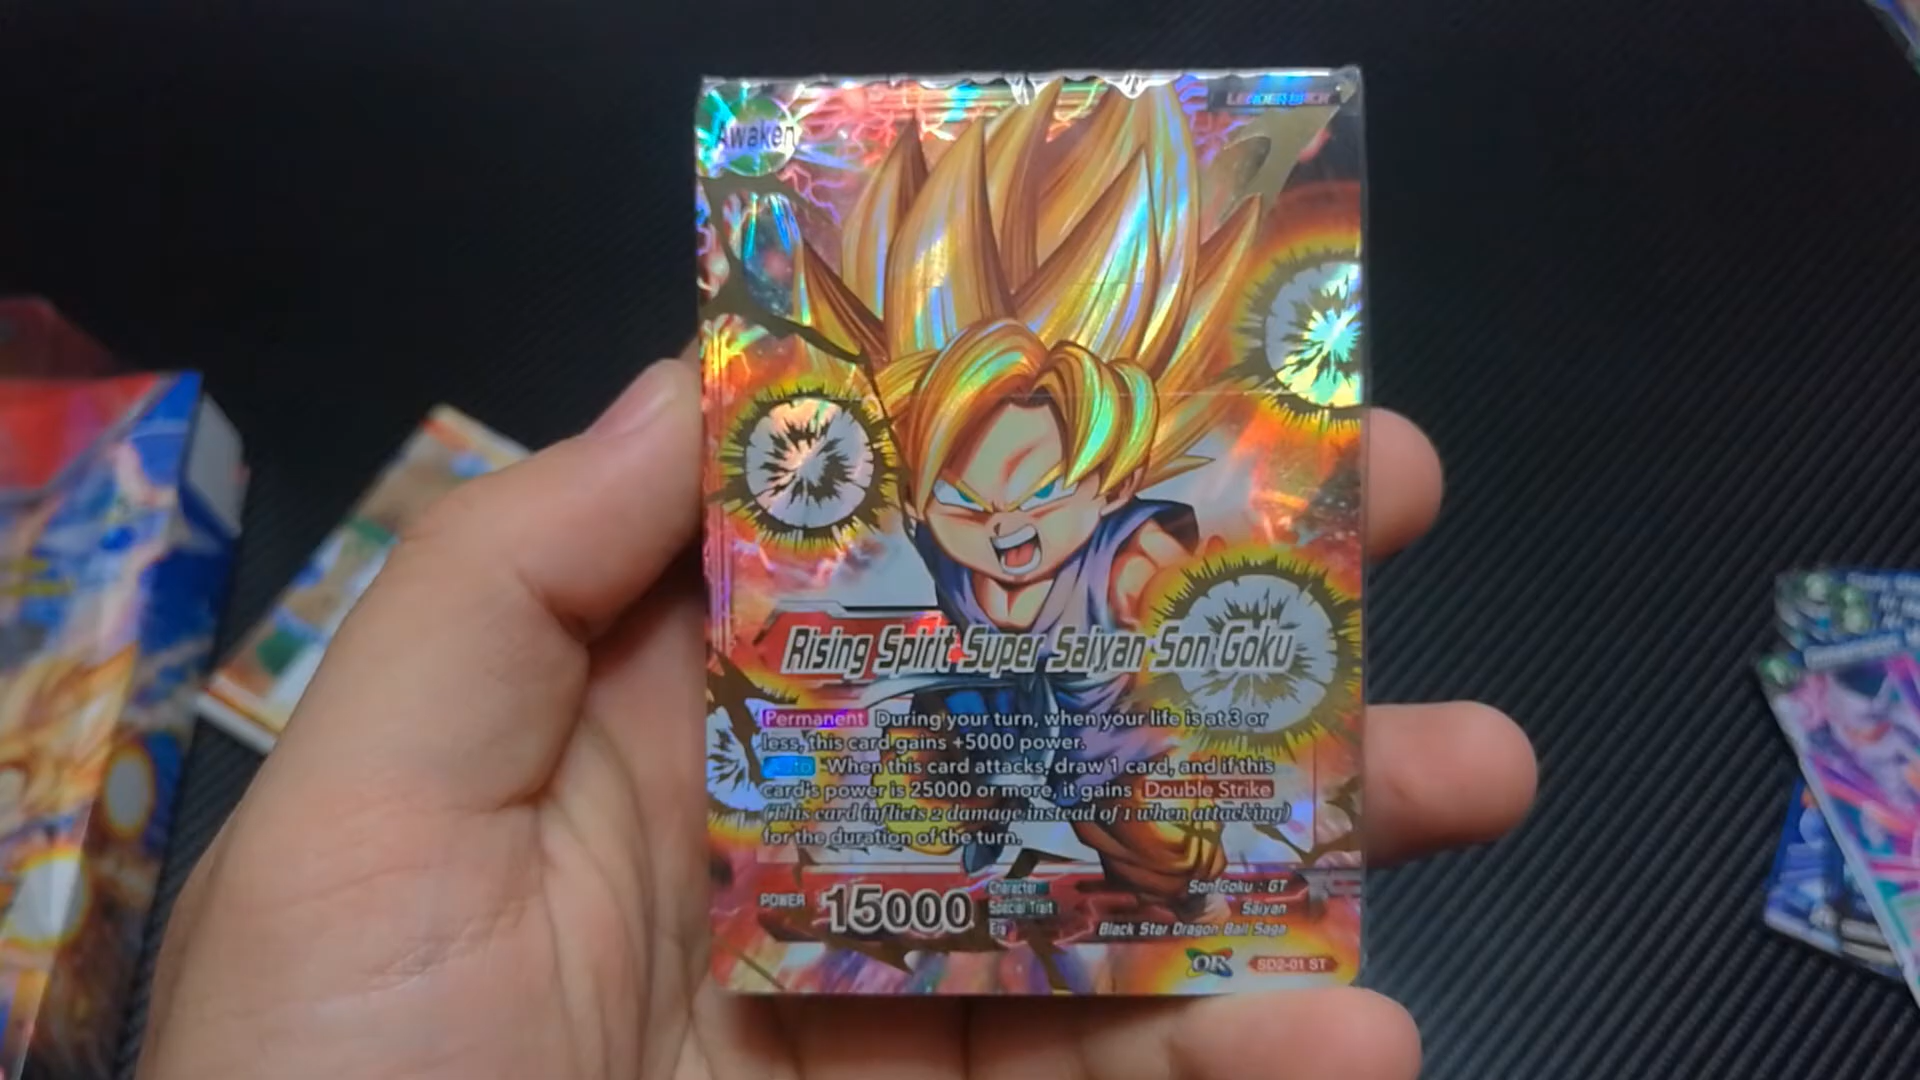 Awaken
Rising Spirit Super Saiyan Son Goku
Permanent During your turn, when your life is at 3 or
less, this card gains +5000 power.
Auto When this card attacks, draw 1 card, and if this
card's power is 25000 or more, it gains Double Strike
(This card inflicts 2 damage instead of 1 when attacking)
for the duration of the turn.
POWER 15000
Character Son Goku : GT
Special Trait Saiyan
Era Black Star Dragon Ball Saga
OR SD2-01 ST